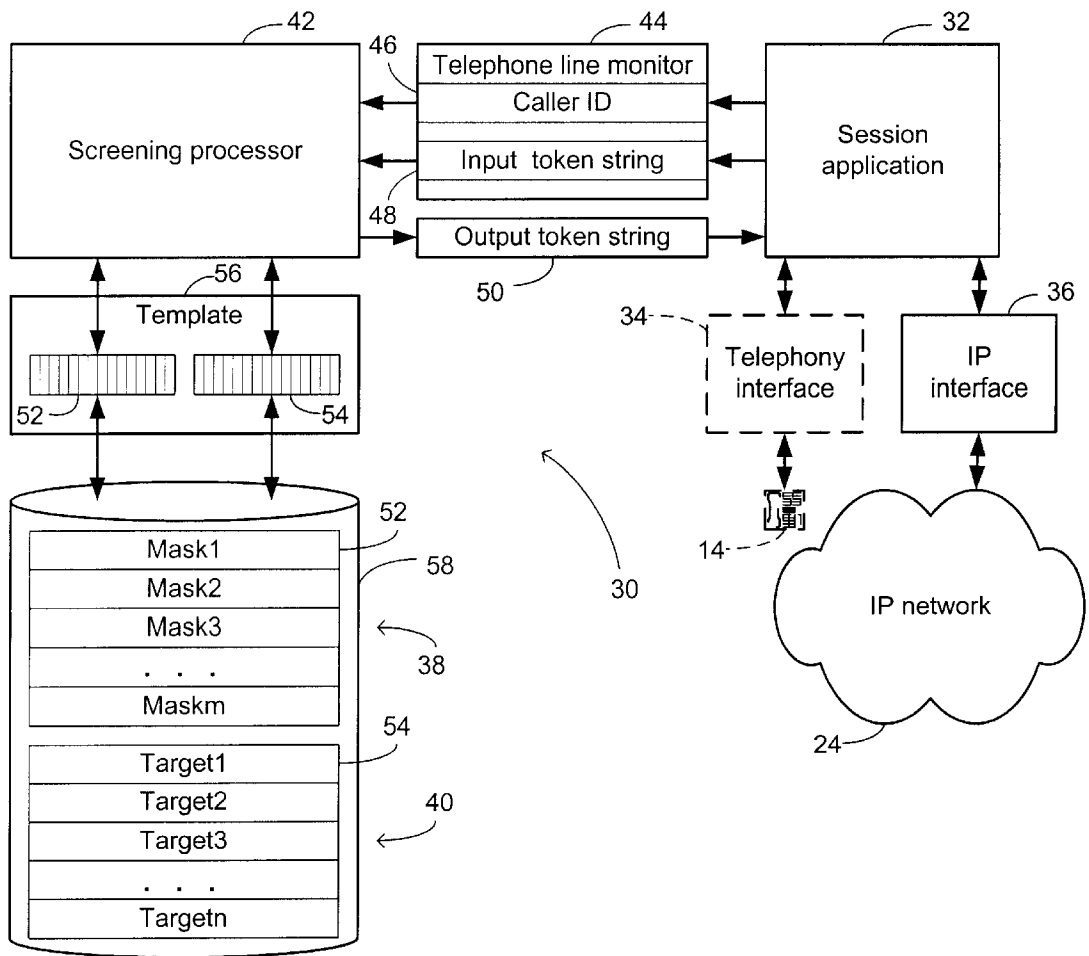 42
44
32
46
Telephone line monitor
Caller ID
Screening processor
Session
application
Input token string
48
Output token string
50
56
Template
52
54
34
36
Telephony
interface
IP
interface
52
Mask1
58
Mask2
Mask3
38
. . .
Maskm
14
30
IP network
24
54
Target1
Target2
40
Target3
. . .
Targetn